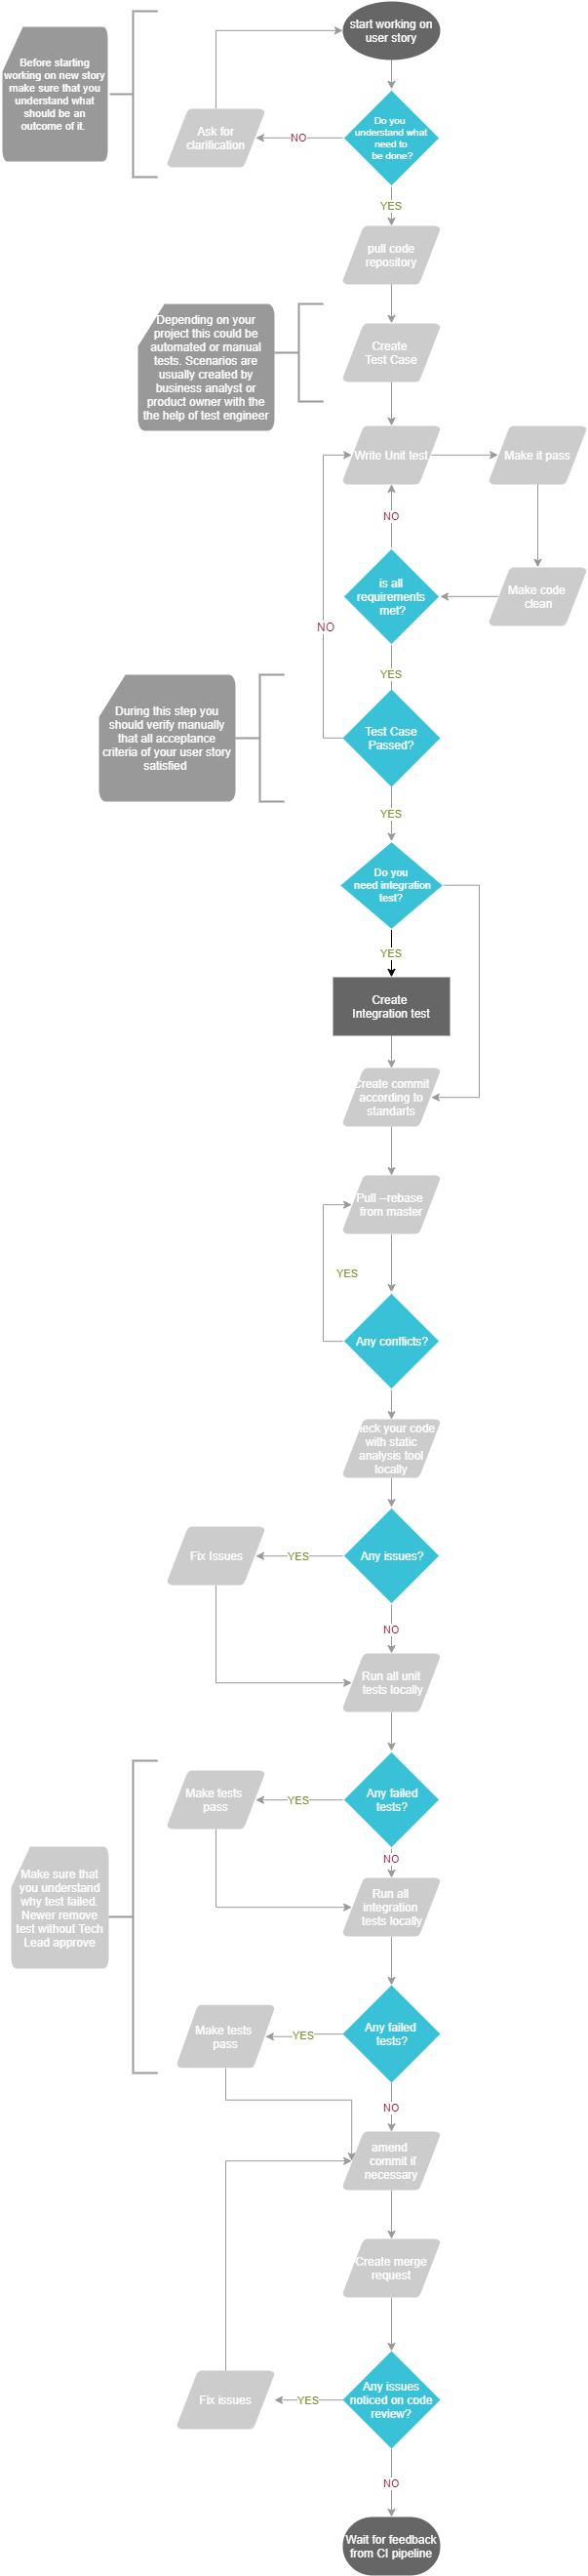 start working on
user story
Before starting
working on new story
make sure that you
understand what
should be an
outcome of it.
Do you
understand what
need to
be done?
NO
Ask for
clarification
YES
pull code
repository
Depending on your
project this could be
automated or manual
tests. Scenarios are
usually created by
business analyst or
product owner with the
the help of test engineer
Create
Test Case
Write Unit test
Make it pass
NO
is all
requirements
met?
Make code
clean
NO
YES
During this step you
should verify manually
that all acceptance
criteria of your user story
satisfied
Test Case
Passed?
YES
Do you
need integration
test?
YES
Create
Integration test
Create commit
according to
standarts
Pull --rebase
from master
YES
Any conflicts?
eck your code
with static
analysis tool
locally
Fix Issues
YES
Any issues?
NO
Run all unit
tests locally
Make tests
pass
YES
Any failed
tests?
NO
Make sure that
you understand
why test failed.
Newer remove
test without Tech
Lead approve
Run all
integration
tests locally
Make tests
pass
YES
Any failed
tests?
NO
amend
commit if
necessary
Create merge
request
Fix issues
YES
Any issues
noticed on code
review?
NO
Wait for feedback
from CI pipeline